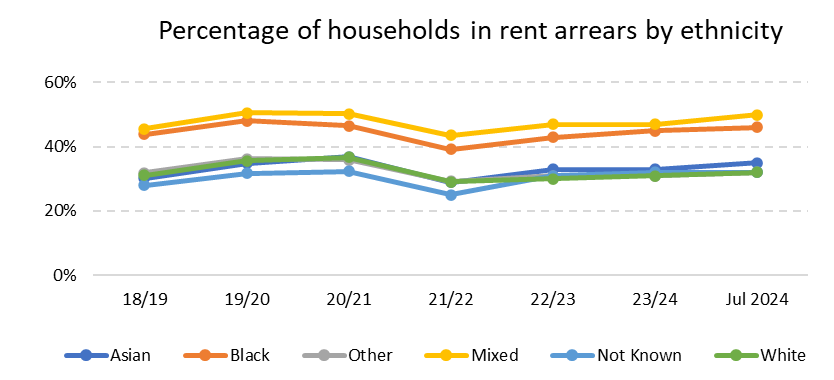 Percentage of households in rent arrears by ethnicity
60%
40%
20%
0%
18/19 19/20 20/21 21/22 22/23 23/24 Jul 2024
Asian Black Other Mixed Not Known White